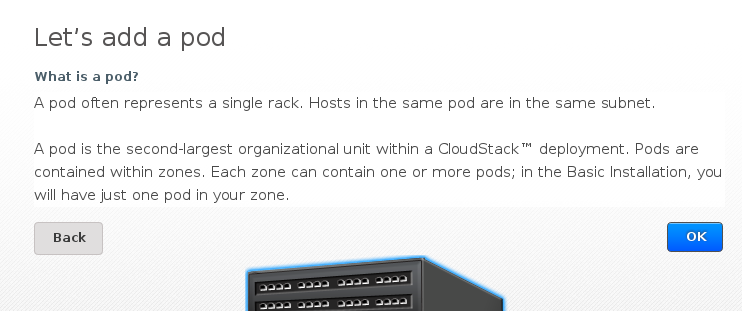 Let's add a pod
What is a pod?
A pod often represents a single rack. Hosts in the same pod are in the same subnet.
A pod is the second-largest organizational unit within a CloudStack™ deployment. Pods are
contained within zones. Each zone can contain one or more pods; in the Basic Installation, you
will have just one pod in your zone.
Back
OK